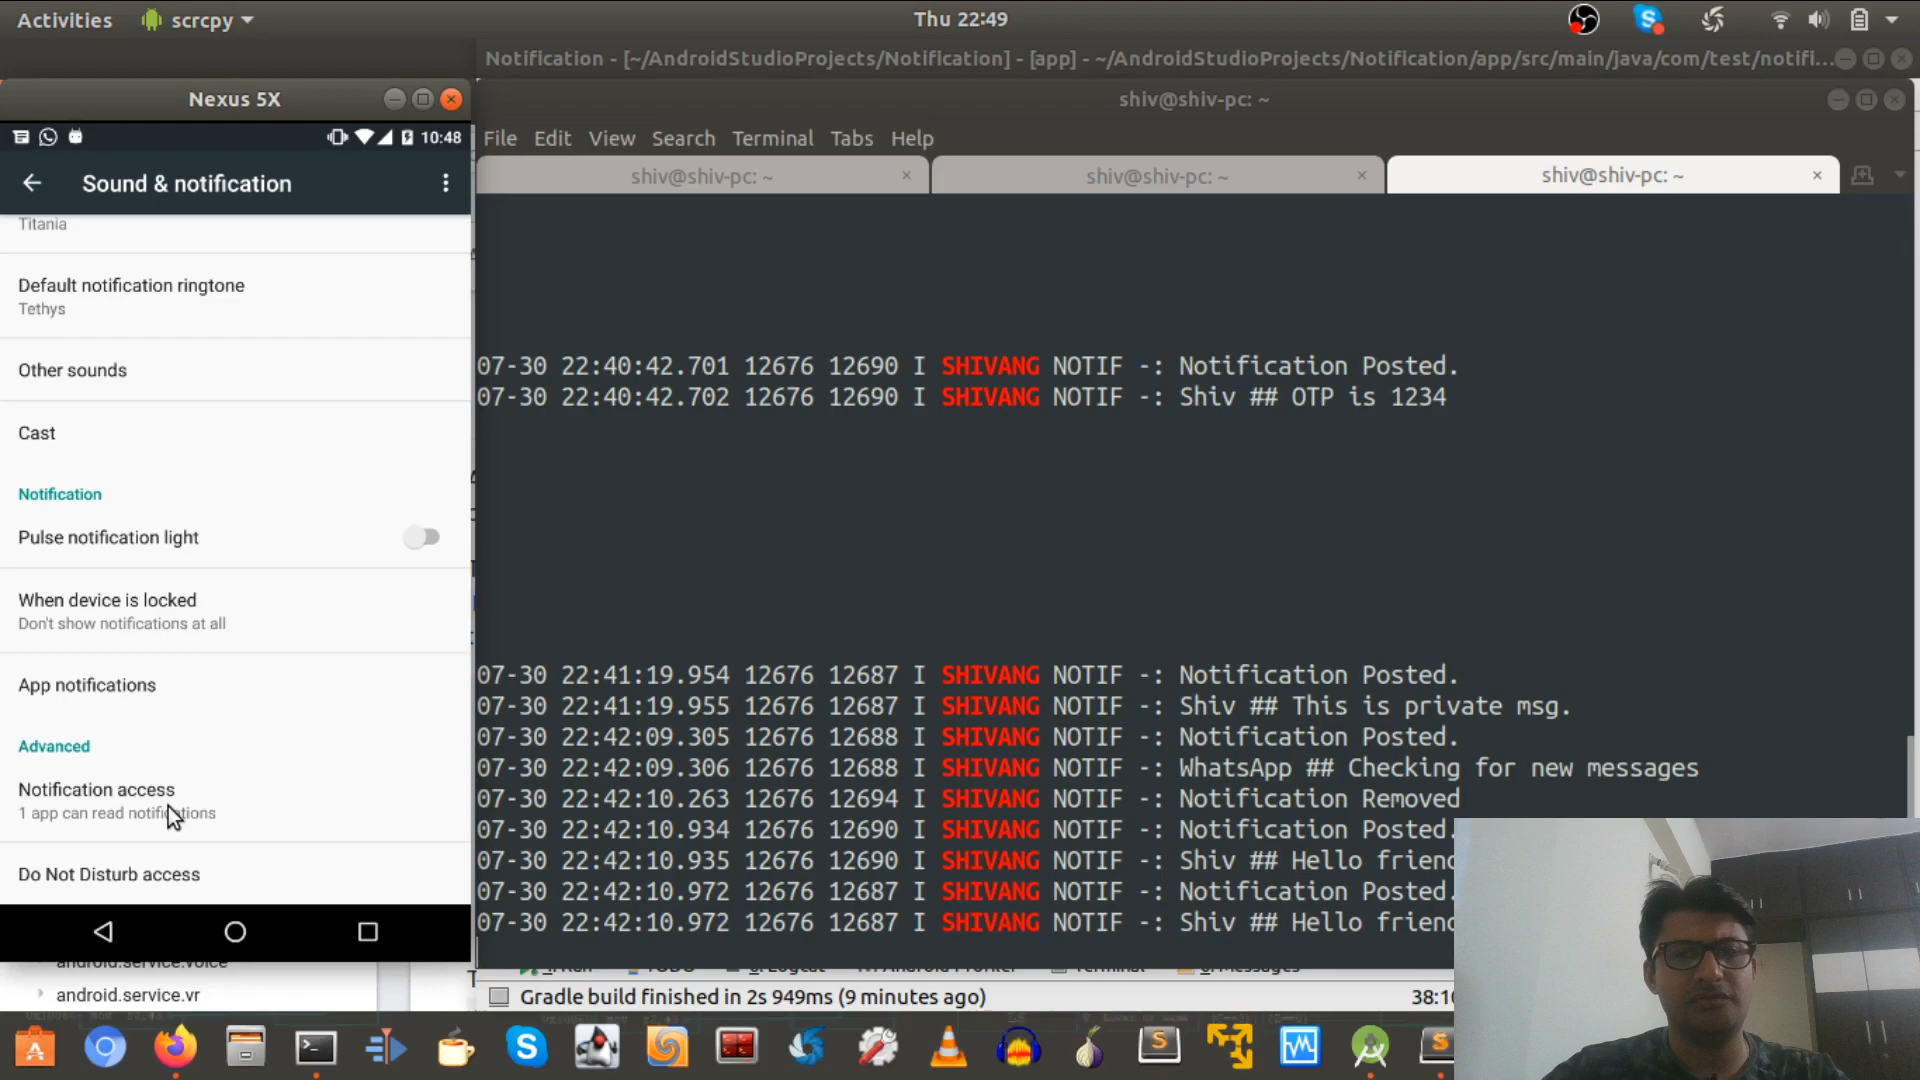 Activities scrcpy Thu 22:49
Notification - [~/AndroidStudioProjects/Notification] - [app] - ~/AndroidStudioProjects/Notification/app/src/main/java/com/test/notifi...
Nexus 5X
10:48
Sound & notification
Titania
Default notification ringtone
Tethys
Other sounds
Cast
Notification
Pulse notification light
When device is locked
Don't show notifications at all
App notifications
Advanced
Notification access
1 app can read notifications
Do Not Disturb access
android.service.voice
android.service.vr
shiv@shiv-pc: ~
File Edit View Search Terminal Tabs Help
shiv@shiv-pc: ~ shiv@shiv-pc: ~ shiv@shiv-pc: ~
07-30 22:40:42.701 12676 12690 I SHIVANG NOTIF -: Notification Posted.
07-30 22:40:42.702 12676 12690 I SHIVANG NOTIF -: Shiv ## OTP is 1234
07-30 22:41:19.954 12676 12687 I SHIVANG NOTIF -: Notification Posted.
07-30 22:41:19.955 12676 12687 I SHIVANG NOTIF -: Shiv ## This is private msg.
07-30 22:42:09.305 12676 12688 I SHIVANG NOTIF -: Notification Posted.
07-30 22:42:09.306 12676 12688 I SHIVANG NOTIF -: WhatsApp ## Checking for new messages
07-30 22:42:10.263 12676 12694 I SHIVANG NOTIF -: Notification Removed
07-30 22:42:10.934 12676 12690 I SHIVANG NOTIF -: Notification Posted.
07-30 22:42:10.935 12676 12690 I SHIVANG NOTIF -: Shiv ## Hello friend
07-30 22:42:10.972 12676 12687 I SHIVANG NOTIF -: Notification Posted.
07-30 22:42:10.972 12676 12687 I SHIVANG NOTIF -: Shiv ## Hello friend
Gradle build finished in 2s 949ms (9 minutes ago) 38:1